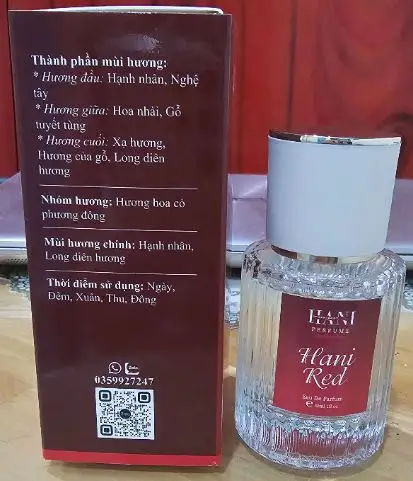 Thành phần mùi hương:
* Hương đầu: Hạnh nhân, Nghệ
tây
* Hương giữa: Hoa nhài, Gỗ
tuyết tùng
* Hương cuối: Xạ hương,
Hương của gỗ, Long diên
hương
Nhóm hương: Hương hoa cỏ
phương đông
Mùi hương chính: Hạnh nhân,
Long diên hương
Thời điểm sử dụng: Ngày,
Đêm, Xuân, Thu, Đông
Zalo
0359927247
HANI
PERFUME
Hani
Red
Eau De Parfum